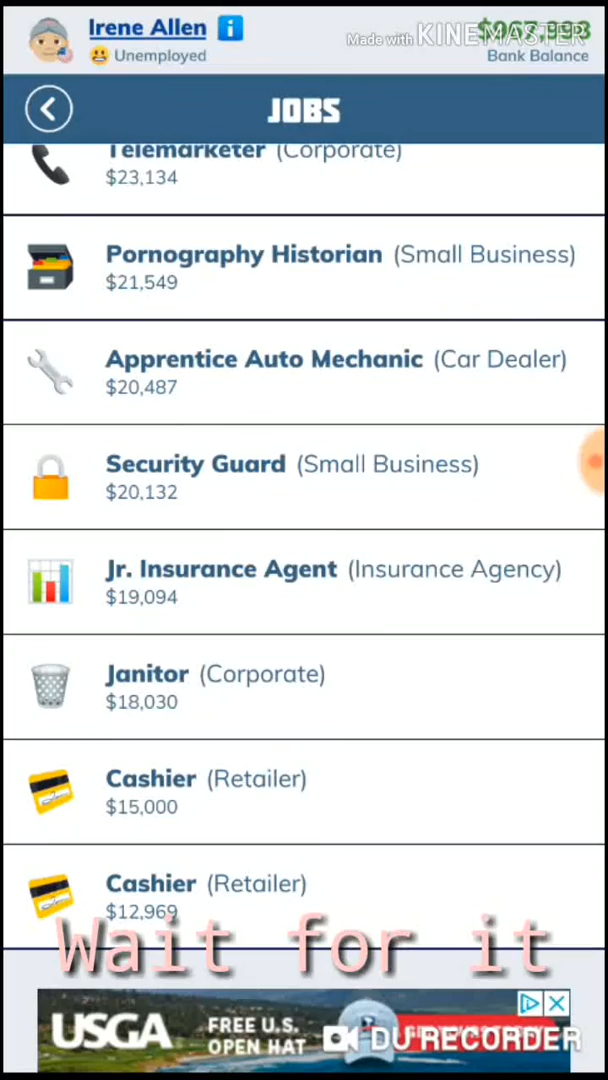 Irene Allen i
Made with KINEMASTER
Unemployed
Bank Balance
JOBS
Telemarketer (Corporate)
$23,134
Pornography Historian (Small Business)
$21,549
Apprentice Auto Mechanic (Car Dealer)
$20,487
Security Guard (Small Business)
$20,132
Jr. Insurance Agent (Insurance Agency)
$19,094
Janitor (Corporate)
$18,030
Cashier (Retailer)
$15,000
Cashier (Retailer)
$12,969
Wait for it
USGA
FREE U.S.
OPEN HAT
DU RECORDER